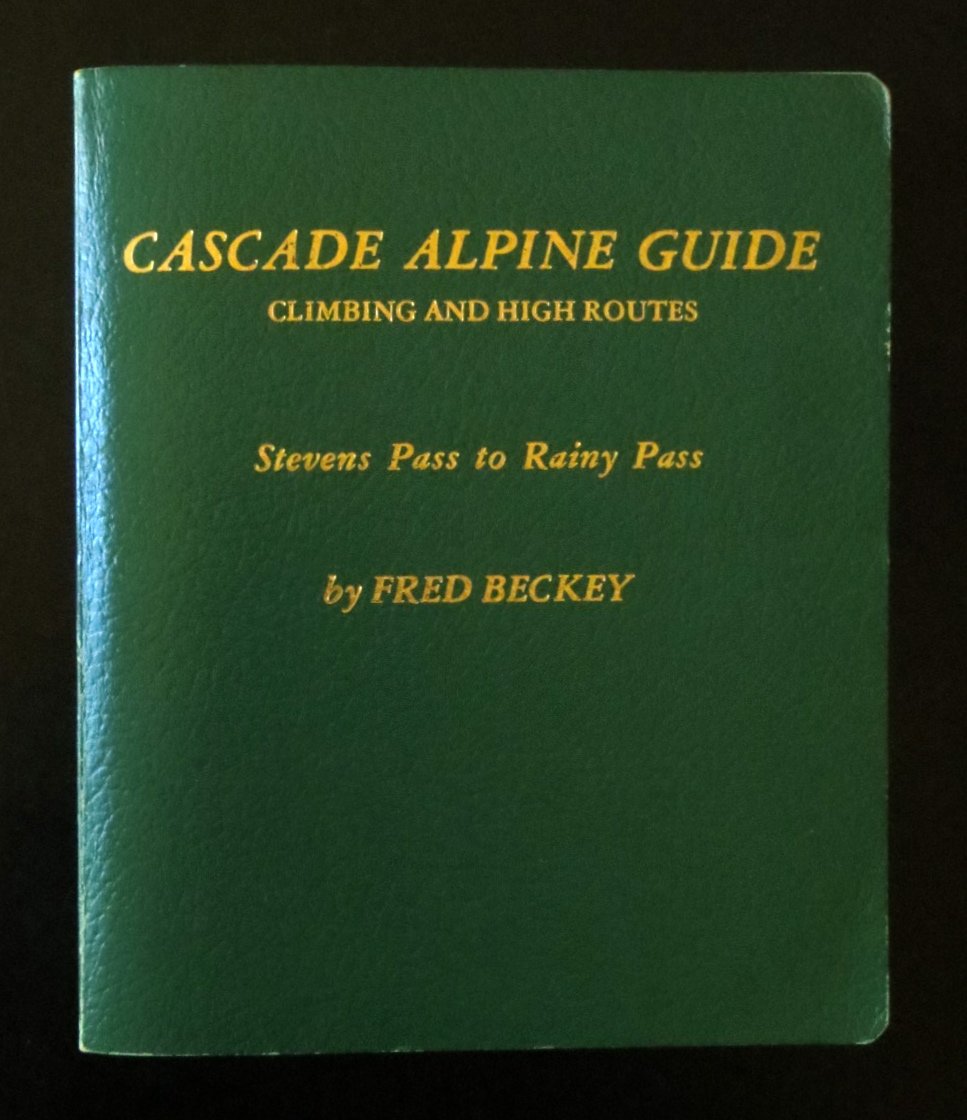 CASCADE ALPINE GUIDE
CLIMBING AND HIGH ROUTES
Stevens Pass to Rainy Pass
by FRED BECKEY